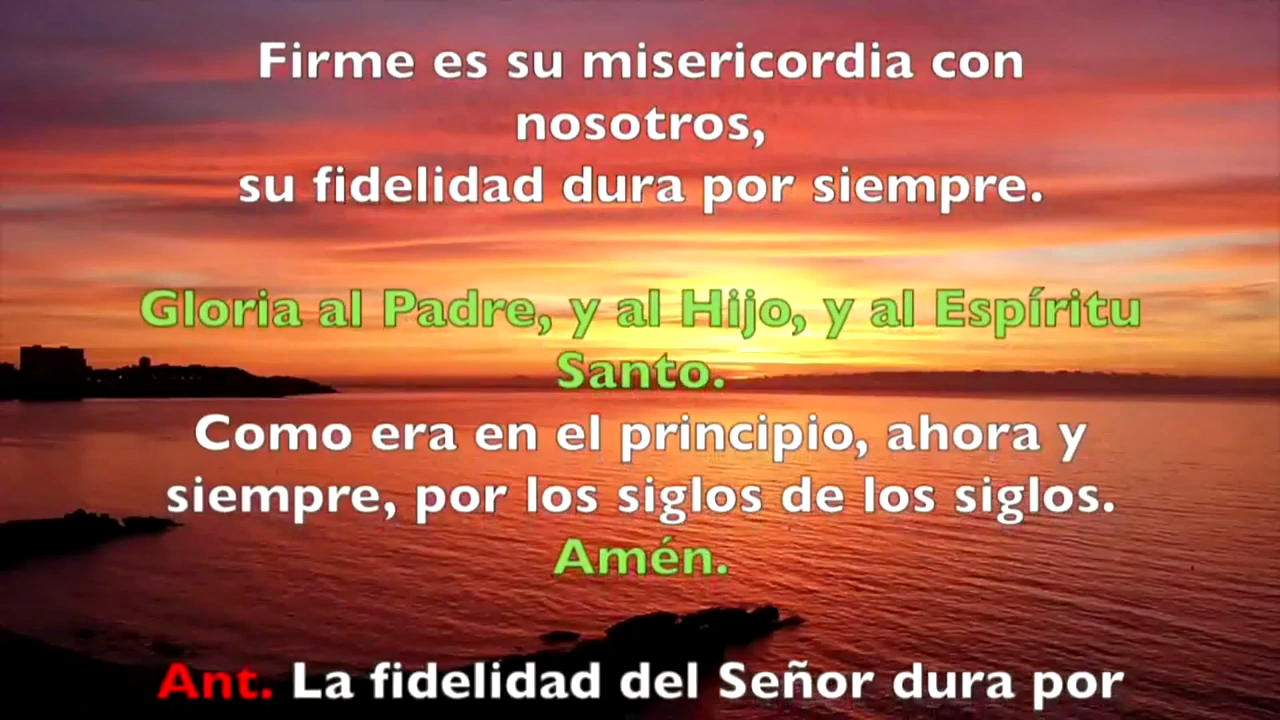 Firme es su misericordia con
nosotros,
su fidelidad dura por siempre.
Gloria al Padre, y al Hijo, y al Espíritu
Santo.
Como era en el principio, ahora y
siempre, por los siglos de los siglos.
Amén.
Ant. La fidelidad del Señor dura por